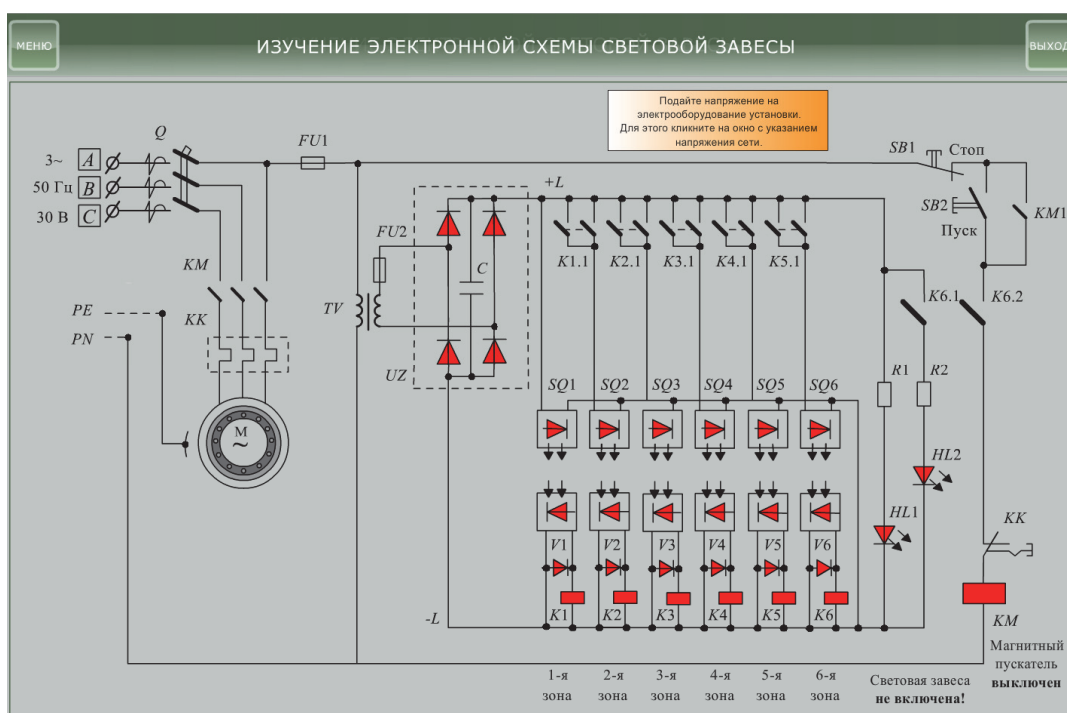 МЕНЮ
ИЗУЧЕНИЕ ЭЛЕКТРОННОЙ СХЕМЫ СВЕТОВОЙ ЗАВЕСЫ
ВЫХОД
Подайте напряжение на
электрооборудование установки.
Для этого кликните на окно с указанием
напряжения сети.
Q
FU1
SB1
Стоп
3~ A
50 Гц B
30 В C
+L
SB2
KM1
Пуск
FU2
K1.1 K2.1 K3.1 K4.1 K5.1
KM
C
K6.1 K6.2
PE
TV
KK
PN
UZ
SQ1 SQ2 SQ3 SQ4 SQ5 SQ6
R1 R2
M
~
HL2
HL1
KK
V1 V2 V3 V4 V5 V6
-L
K1 K2 K3 K4 K5 K6
KM
Магнитный
пускатель
выключен
1-я 2-я 3-я 4-я 5-я 6-я
зона зона зона зона зона зона
Световая завеса
не включена!